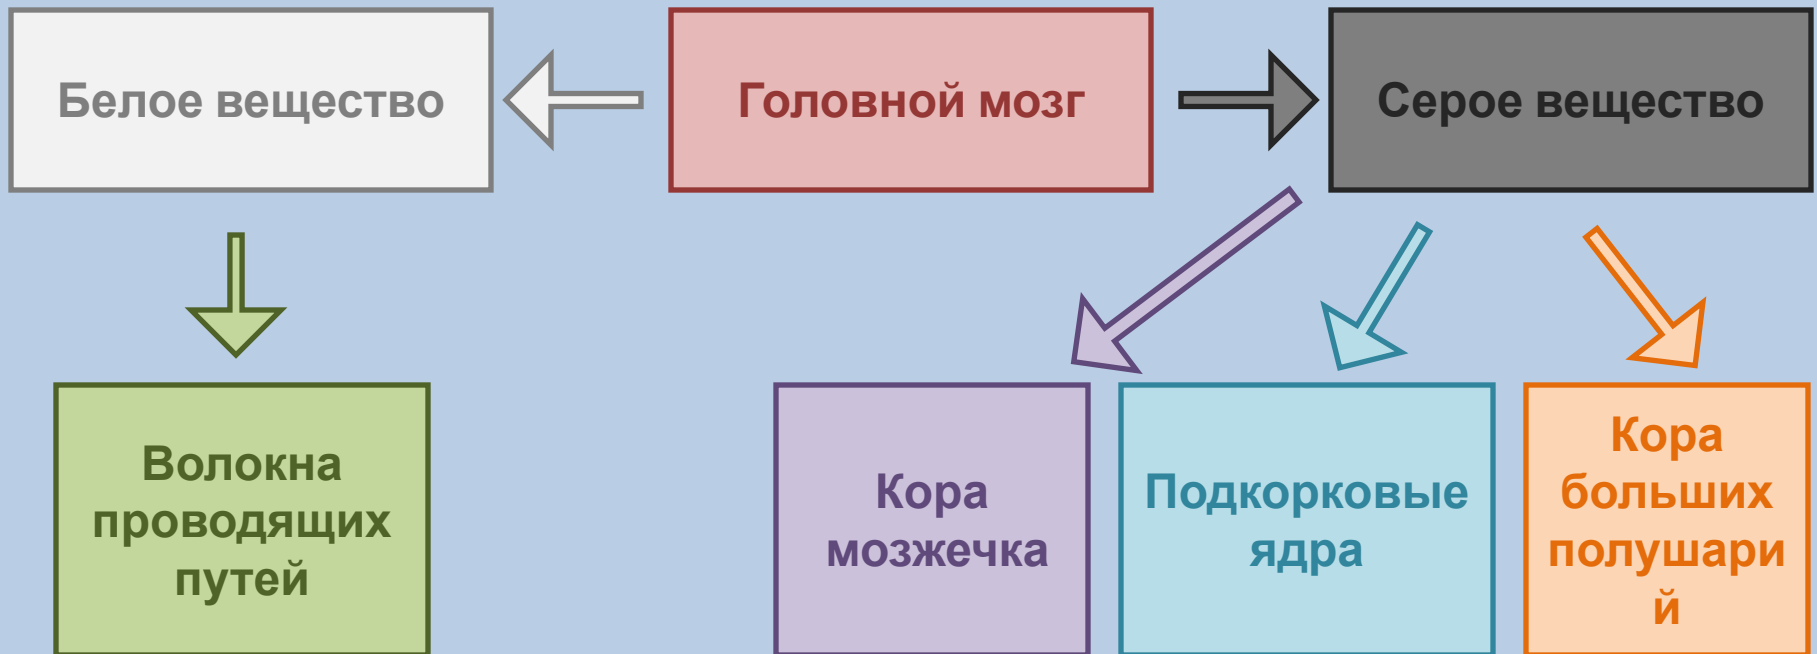 Белое вещество
Головной мозг
Серое вещество
Волокна
проводящих
путей
Кора
мозжечка
Подкорковые
ядра
Кора
больших
полушари
й